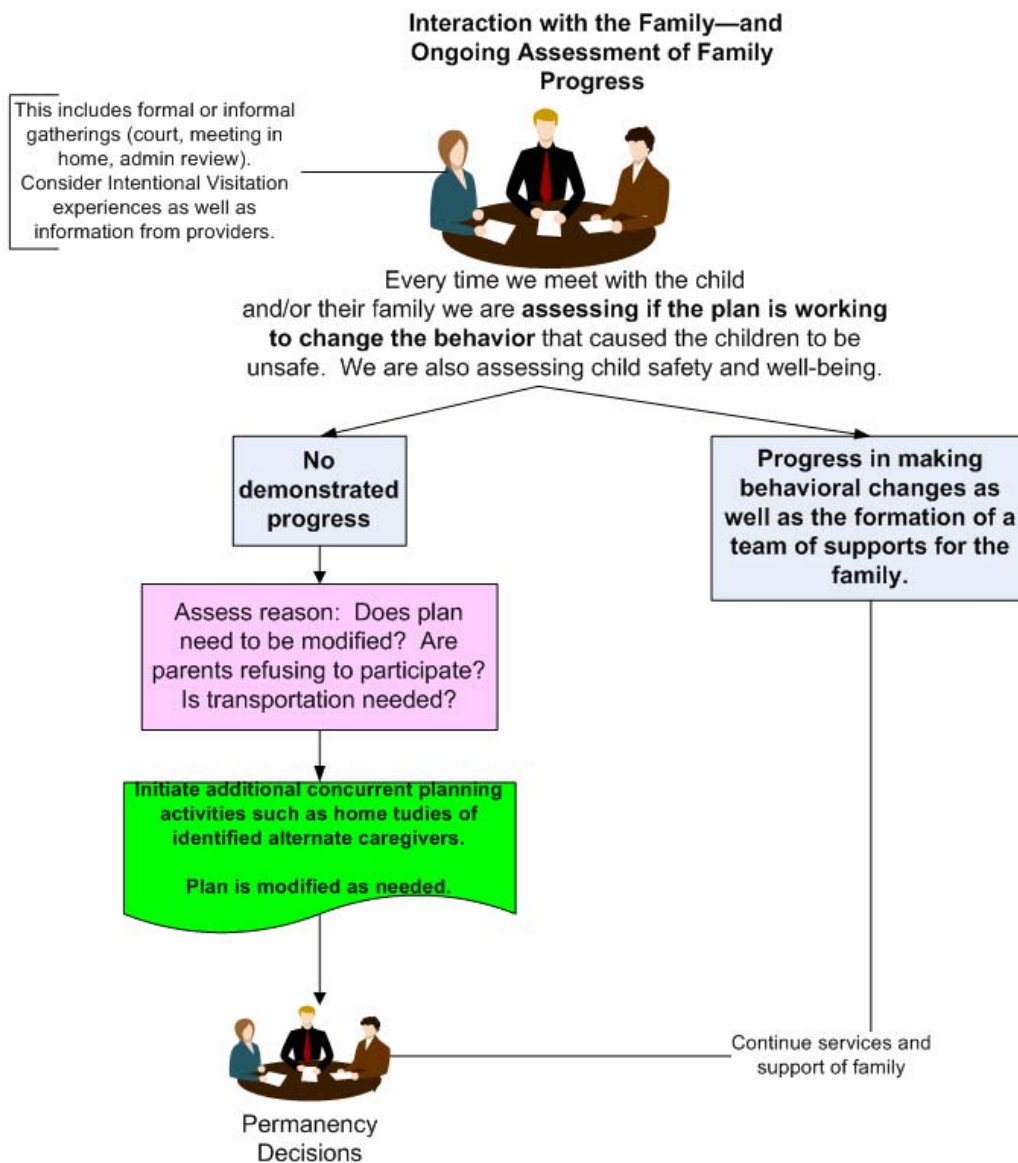 Interaction with the Family—and
Ongoing Assessment of Family
Progress
This includes formal or informal
gatherings (court, meeting in
home, admin review).
Consider Intentional Visitation
experiences as well as
information from providers.
Every time we meet with the child
and/or their family we are assessing if the plan is working
to change the behavior that caused the children to be
unsafe. We are also assessing child safety and well-being.
No
demonstrated
progress
Progress in making
behavioral changes as
well as the formation of a
team of supports for the
family.
Assess reason: Does plan
need to be modified? Are
parents refusing to participate?
Is transportation needed?
Initiate additional concurrent planning
activities such as home tudies of
identified alternate caregivers.
Plan is modified as needed.
Continue services and
support of family
Permanency
Decisions